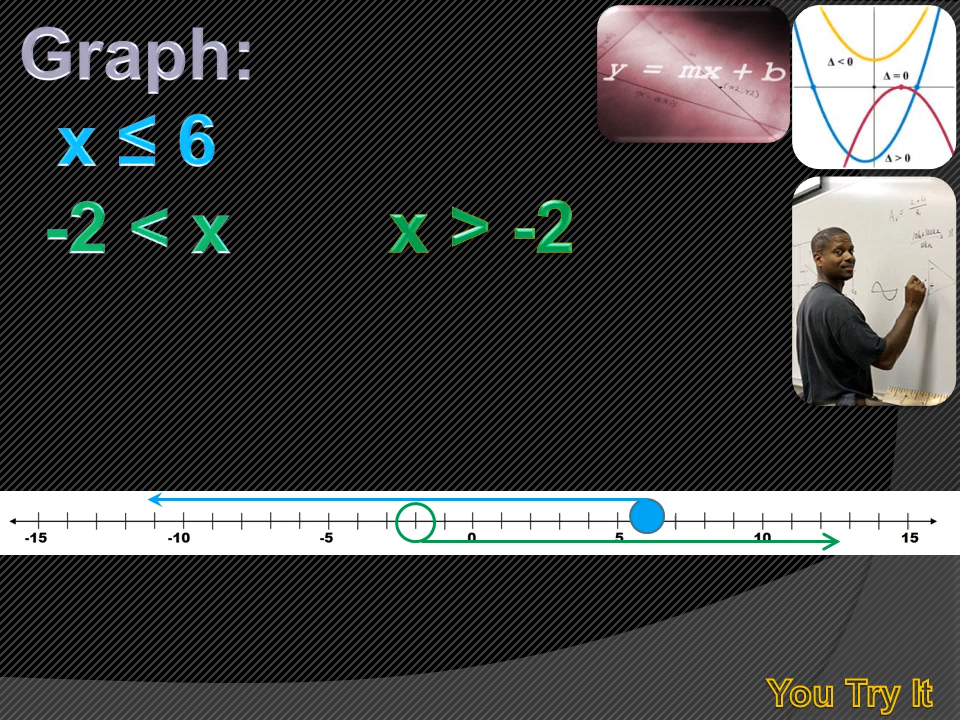 Graph:
x ≤ 6
-2 < x x > -2
y = mx + b
Δ < 0
Δ = 0
Δ > 0
-15 -10 -5 0 5 10 15
You Try It